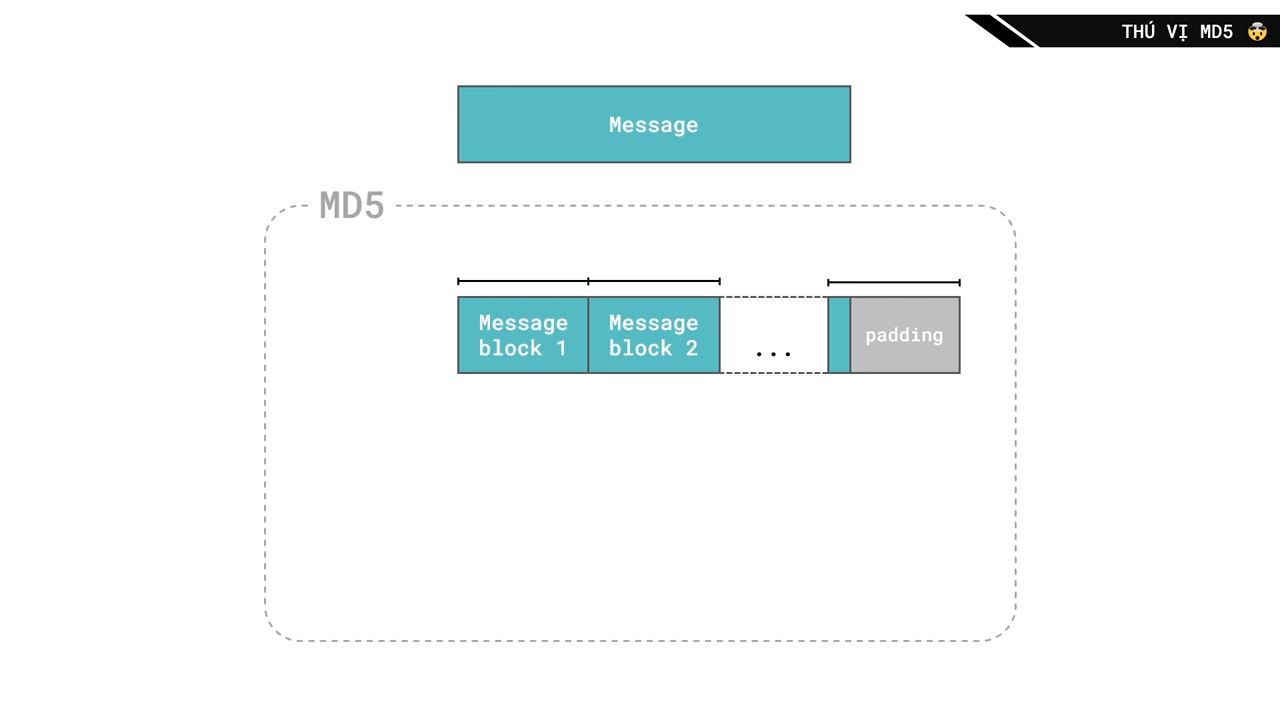 THÚ VỊ MD5 🤯
Message
MD5
Message
block 1
Message
block 2
...
padding